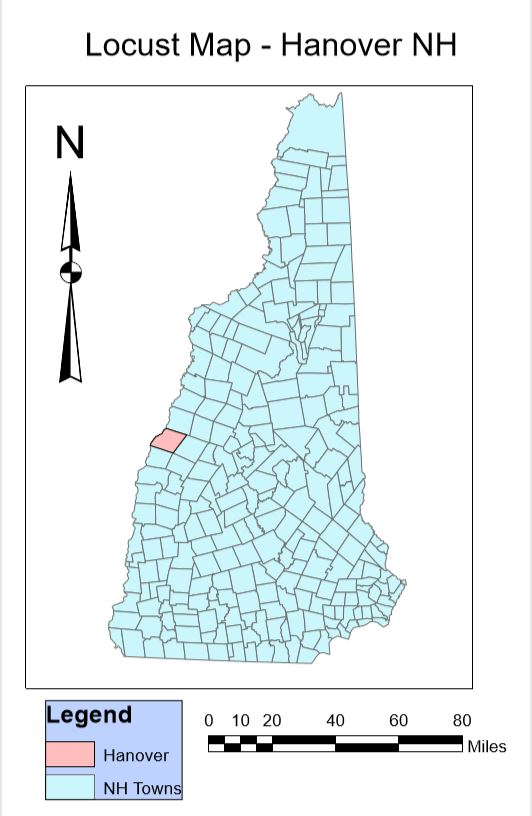 Locust Map - Hanover NH
N
Legend
Hanover
NH Towns
0 10 20 40 60 80
Miles